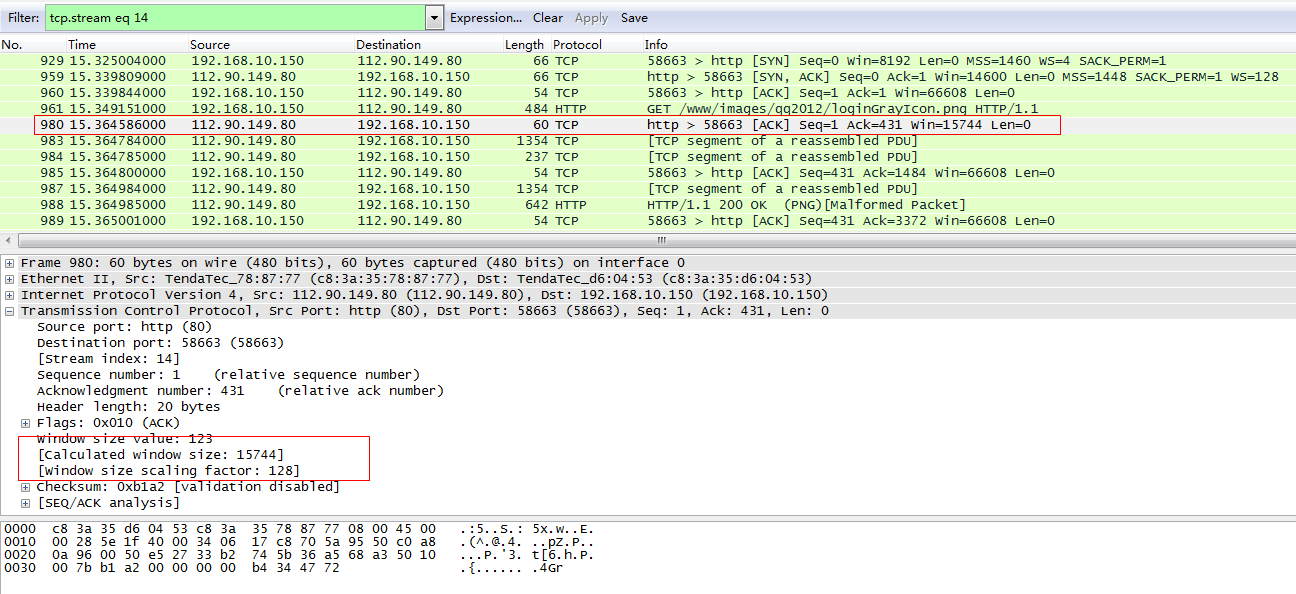 Filter: tcp.stream eq 14 Expression... Clear Apply Save
No. Time Source Destination Length Protocol Info
929 15.325004000 192.168.10.150 112.90.149.80 66 TCP 58663 > http [SYN] Seq=0 Win=8192 Len=0 MSS=1460 WS=4 SACK_PERM=1
959 15.339809000 112.90.149.80 192.168.10.150 66 TCP http > 58663 [SYN, ACK] Seq=0 Ack=1 Win=14600 Len=0 MSS=1448 SACK_PERM=1 WS=128
960 15.339844000 192.168.10.150 112.90.149.80 54 TCP 58663 > http [ACK] Seq=1 Ack=1 Win=66608 Len=0
961 15.349151000 192.168.10.150 112.90.149.80 484 HTTP GET /www/images/qq2012/loginGrayIcon.png HTTP/1.1
980 15.364586000 112.90.149.80 192.168.10.150 60 TCP http > 58663 [ACK] Seq=1 Ack=431 Win=15744 Len=0
983 15.364784000 112.90.149.80 192.168.10.150 1354 TCP [TCP segment of a reassembled PDU]
984 15.364785000 112.90.149.80 192.168.10.150 237 TCP [TCP segment of a reassembled PDU]
985 15.364800000 192.168.10.150 112.90.149.80 54 TCP 58663 > http [ACK] Seq=431 Ack=1484 Win=66608 Len=0
987 15.364984000 112.90.149.80 192.168.10.150 1354 TCP [TCP segment of a reassembled PDU]
988 15.364985000 112.90.149.80 192.168.10.150 642 HTTP HTTP/1.1 200 OK (PNG)[Malformed Packet]
989 15.365001000 192.168.10.150 112.90.149.80 54 TCP 58663 > http [ACK] Seq=431 Ack=3372 Win=66608 Len=0
Frame 980: 60 bytes on wire (480 bits), 60 bytes captured (480 bits) on interface 0
Ethernet II, Src: TendaTec_78:87:77 (c8:3a:35:78:87:77), Dst: TendaTec_d6:04:53 (c8:3a:35:d6:04:53)
Internet Protocol Version 4, Src: 112.90.149.80 (112.90.149.80), Dst: 192.168.10.150 (192.168.10.150)
Transmission Control Protocol, Src Port: http (80), Dst Port: 58663 (58663), Seq: 1, Ack: 431, Len: 0
Source port: http (80)
Destination port: 58663 (58663)
[Stream index: 14]
Sequence number: 1 (relative sequence number)
Acknowledgment number: 431 (relative ack number)
Header length: 20 bytes
Flags: 0x010 (ACK)
Window size value: 123
[Calculated window size: 15744]
[Window size scaling factor: 128]
Checksum: 0xb1a2 [validation disabled]
[SEQ/ACK analysis]
0000 c8 3a 35 d6 04 53 c8 3a 35 78 87 77 08 00 45 00 .:5..S.: 5x.w..E.
0010 00 28 5e 1f 40 00 34 06 17 c8 70 5a 95 50 c0 a8 .(^.@.4. ..pZ.P..
0020 0a 96 00 50 e5 27 33 b2 74 5b 36 a5 68 a3 50 10 ...P.'3. t[6.h.P.
0030 00 7b b1 a2 00 00 00 00 b4 34 47 72 .{...... .4Gr